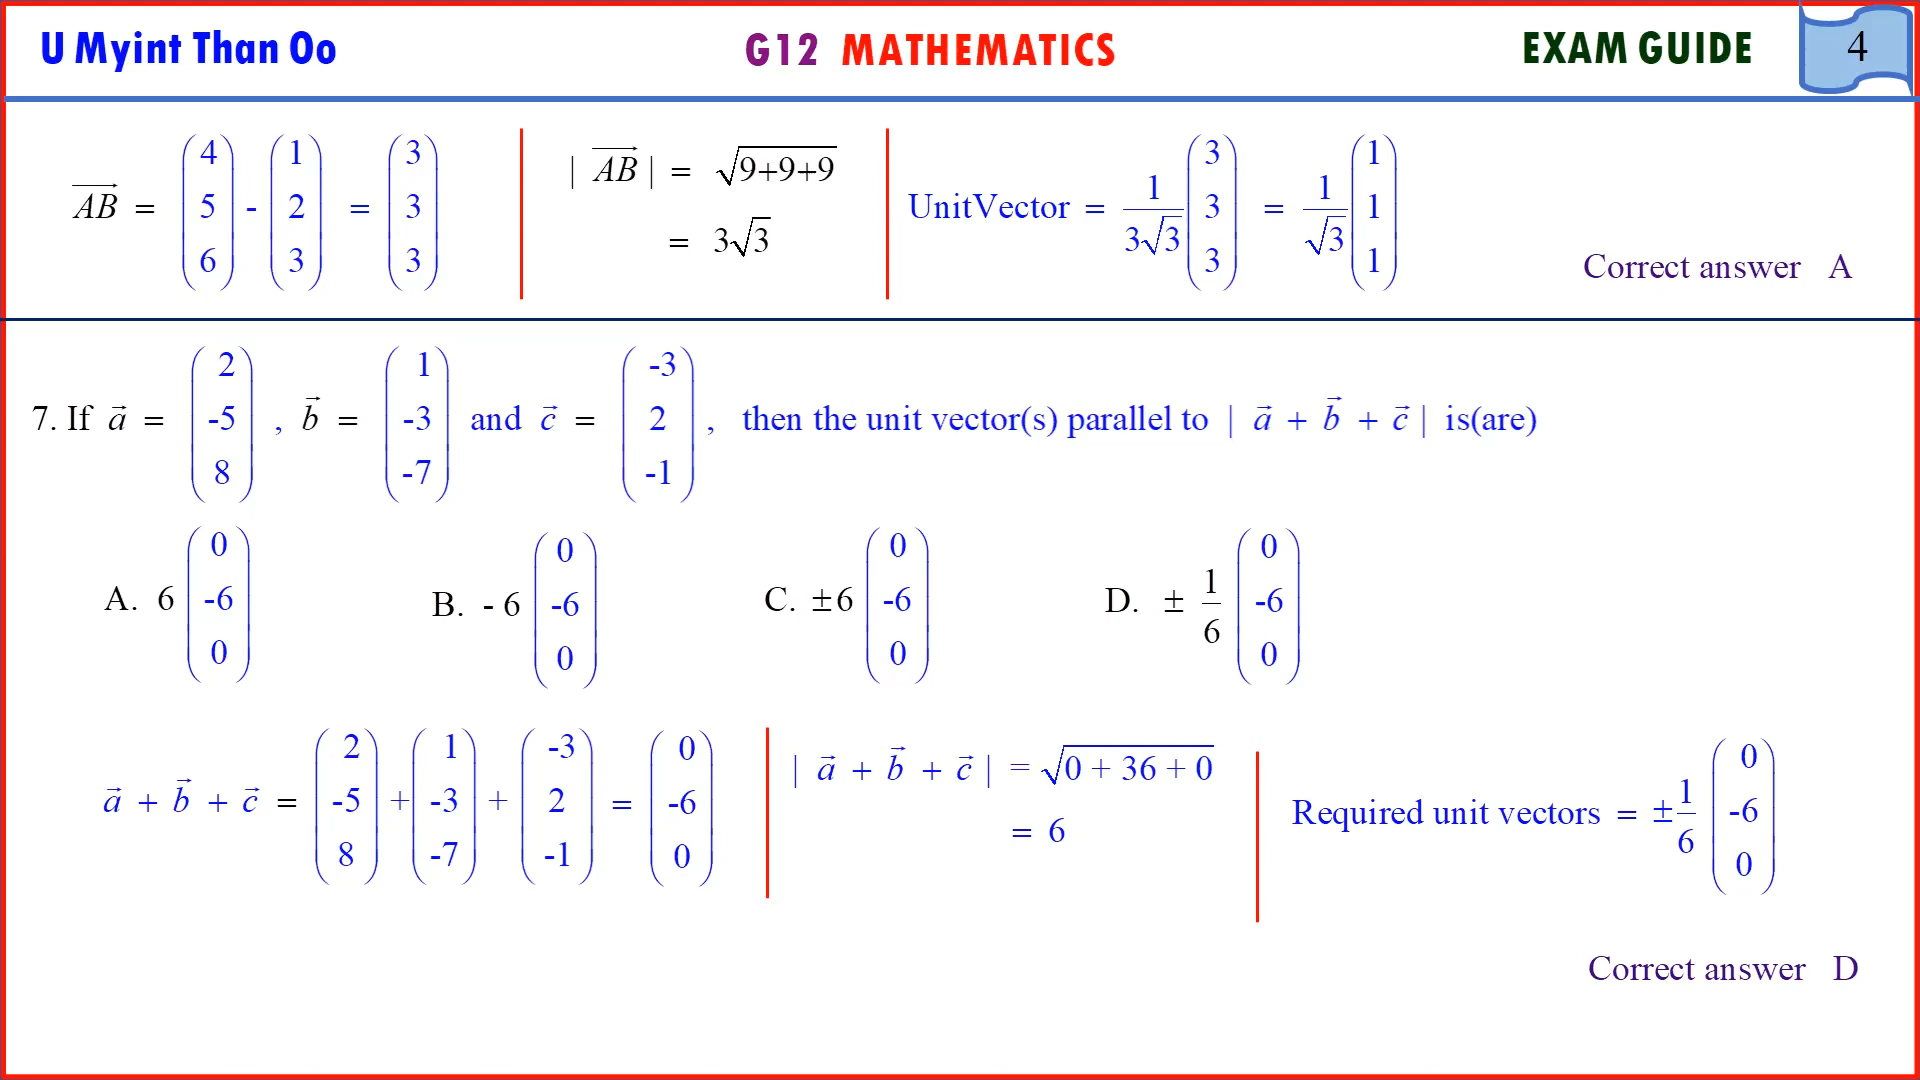 U Myint Than Oo G12 MATHEMATICS EXAM GUIDE 4
AB⃗ = (4 5 6) - (1 2 3) = (3 3 3)
| AB⃗ | = √9+9+9
= 3√3
UnitVector = 1/3√3 (3 3 3) = 1/√3 (1 1 1)
Correct answer A
7. If a⃗ = (2 -5 8) , b⃗ = (1 -3 -7) and c⃗ = (-3 2 -1) , then the unit vector(s) parallel to | a⃗ + b⃗ + c⃗ | is(are)
A. 6 (0 -6 0) B. - 6 (0 -6 0) C. ±6 (0 -6 0) D. ± 1/6 (0 -6 0)
a⃗ + b⃗ + c⃗ = (2 -5 8) + (1 -3 -7) + (-3 2 -1) = (0 -6 0)
| a⃗ + b⃗ + c⃗ | = √0 + 36 + 0
= 6
Required unit vectors = ±1/6 (0 -6 0)
Correct answer D